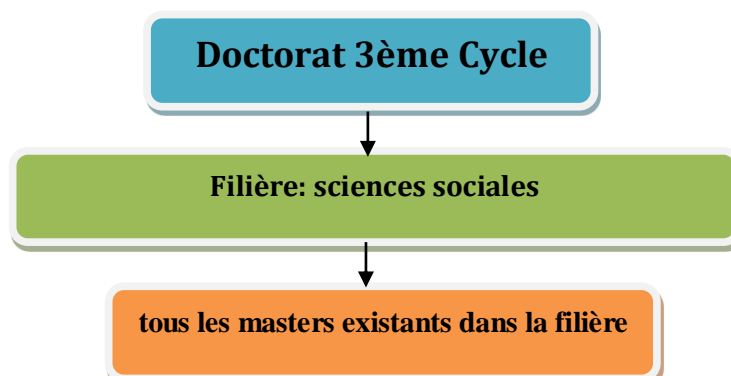 Doctorat 3ème Cycle
Filière: sciences sociales
tous les masters existants dans la filière